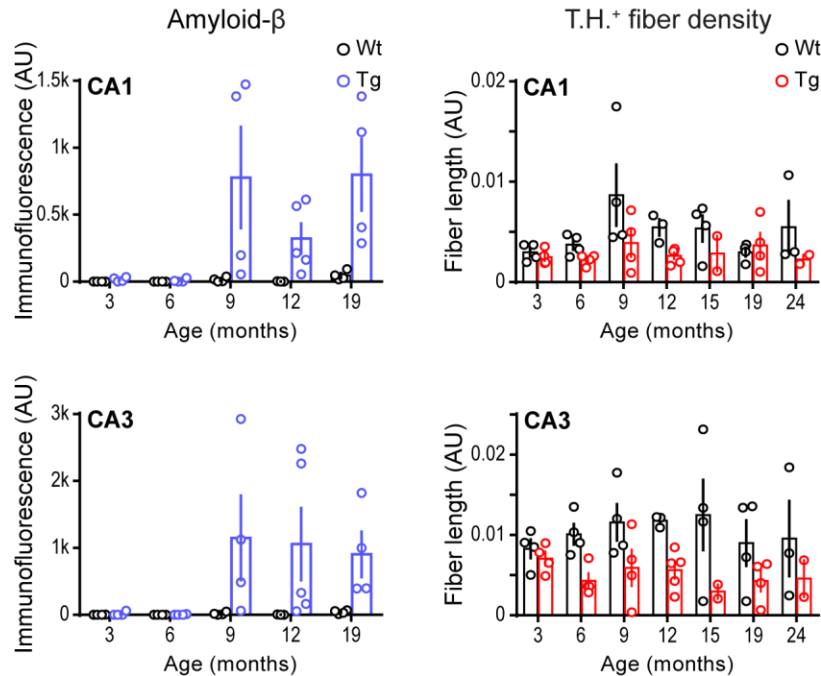 Amyloid-β
Wt
Tg
CA1
Immunofluorescence (AU)
1.5k
1k
0.5k
0
3 6 9 12 19
Age (months)
T.H.⁺ fiber density
Wt
Tg
CA1
Fiber length (AU)
0.02
0.01
0
3 6 9 12 15 19 24
Age (months)
CA3
Immunofluorescence (AU)
3k
2k
1k
0
3 6 9 12 19
Age (months)
CA3
Fiber length (AU)
0.02
0.01
0
3 6 9 12 15 19 24
Age (months)